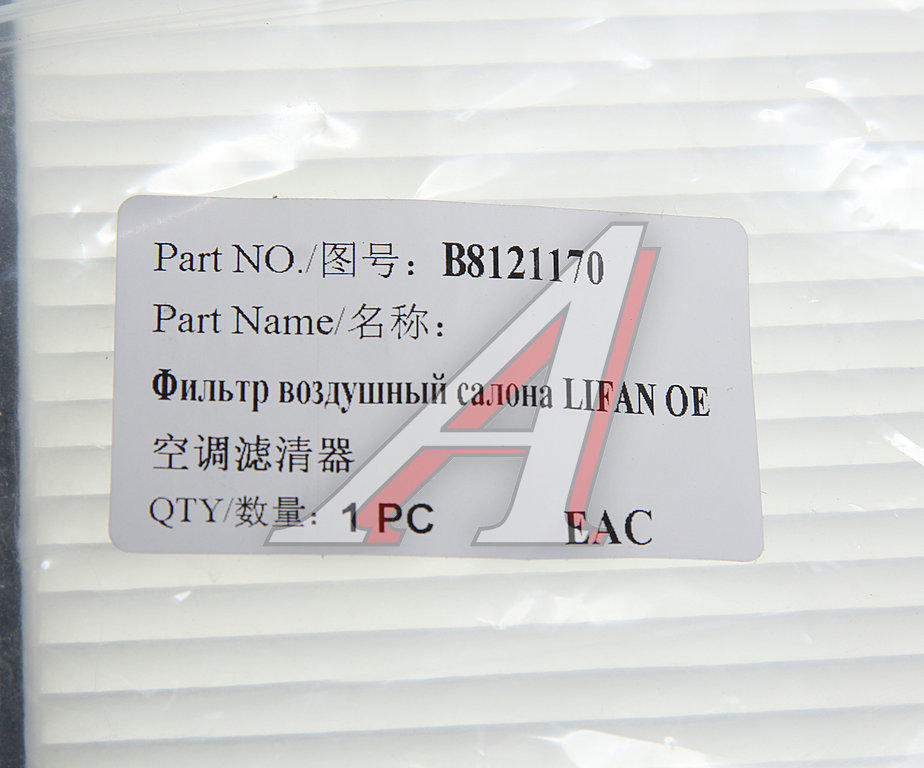 Part NO./图号：B8121170
Part Name/名称：
Фильтр воздушный салона LIFAN OE
空调滤清器
QTY/数量：1 PC EAC